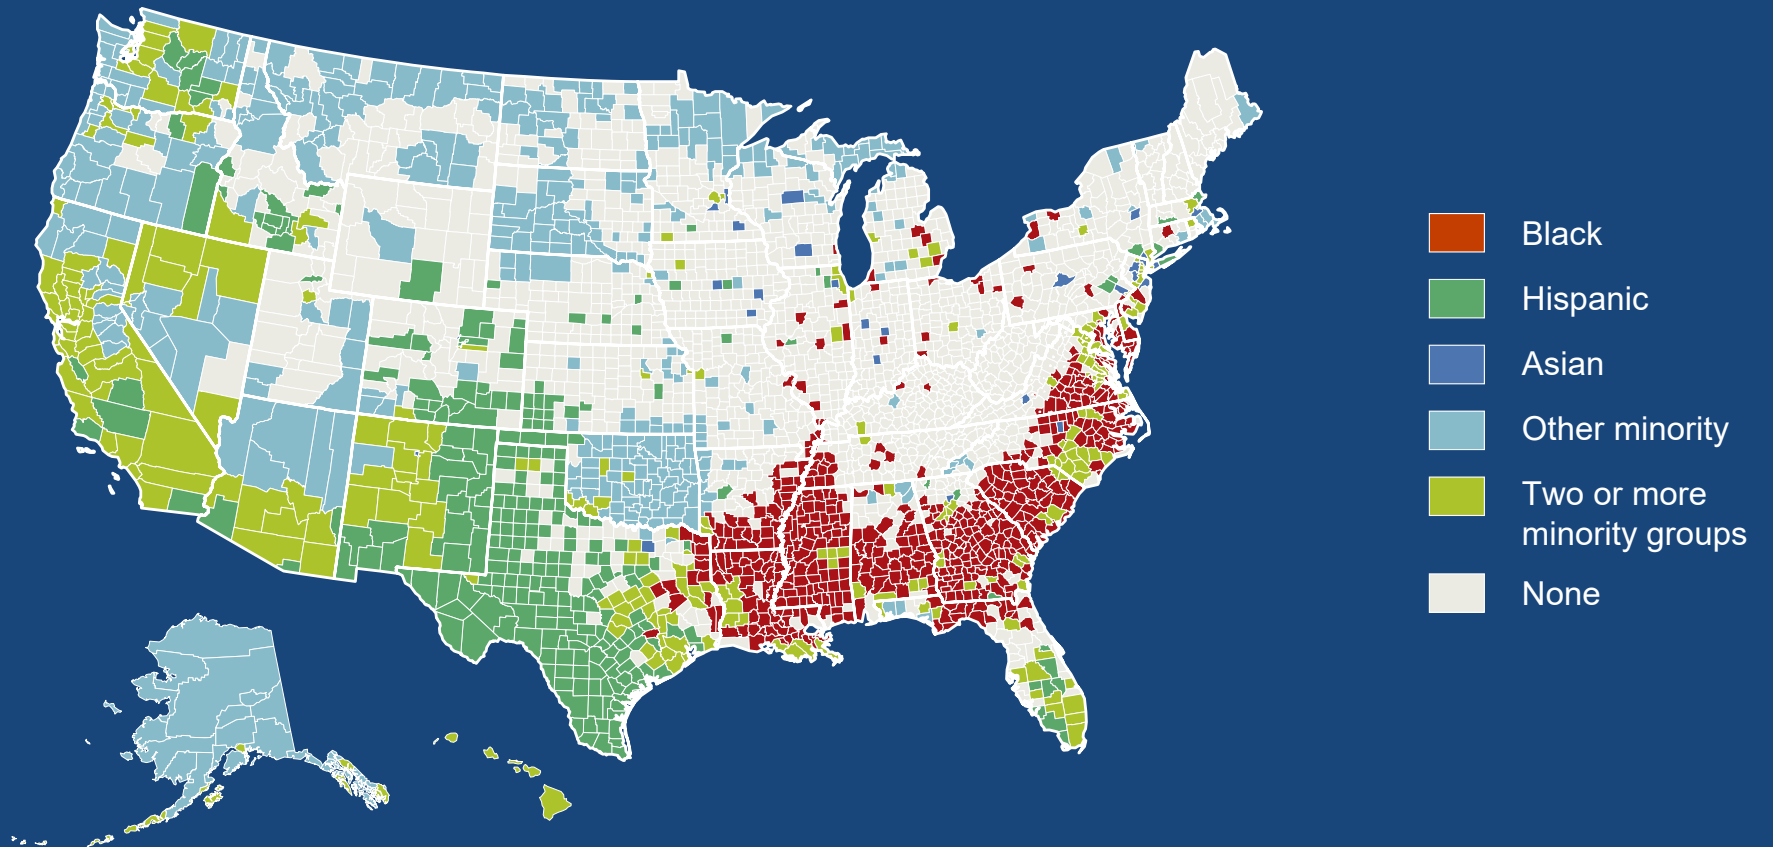 Black
Hispanic
Asian
Other minority
Two or more
minority groups
None